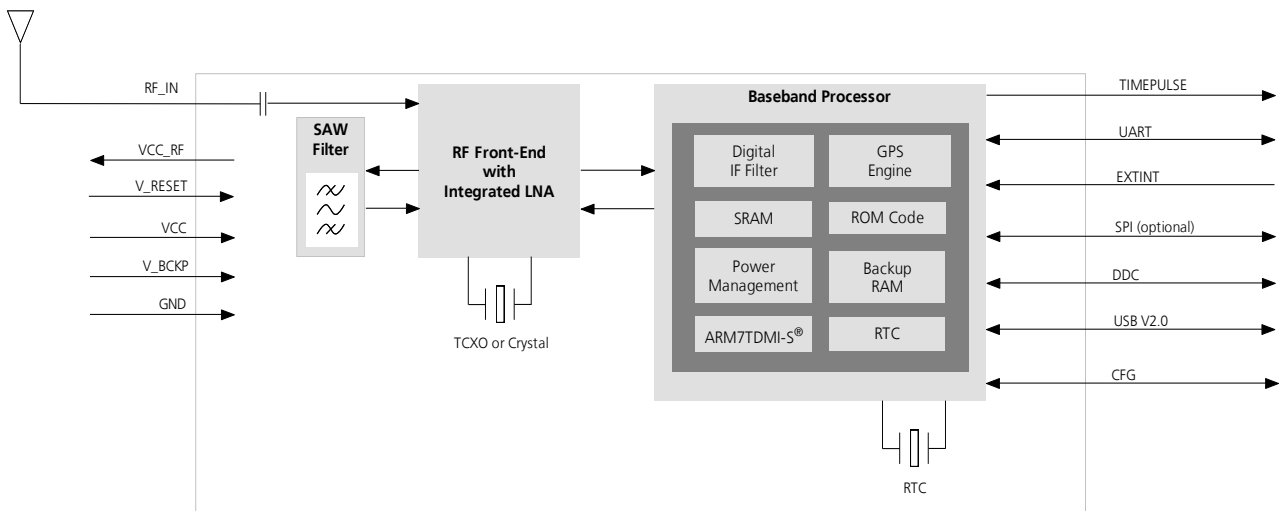 RF_IN
VCC_RF
V_RESET
VCC
V_BCKP
GND
SAW
Filter
RF Front-End
with
Integrated LNA
TCXO or Crystal
Baseband Processor
Digital
IF Filter
GPS
Engine
SRAM
ROM Code
Power
Management
Backup
RAM
ARM7TDMI-S®
RTC
RTC
TIMEPULSE
UART
EXTINT
SPI (optional)
DDC
USB V2.0
CFG